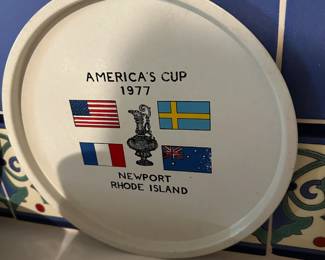 AMERICA'S CUP
1977
NEWPORT
RHODE ISLAND